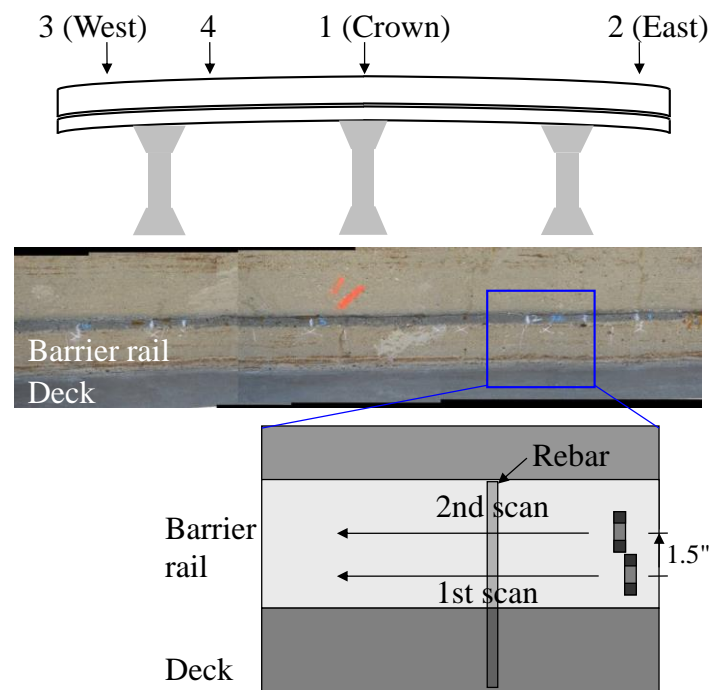 3 (West) 4 1 (Crown) 2 (East)
Barrier rail
Deck
Rebar
2nd scan
Barrier
rail
1.5"
1st scan
Deck